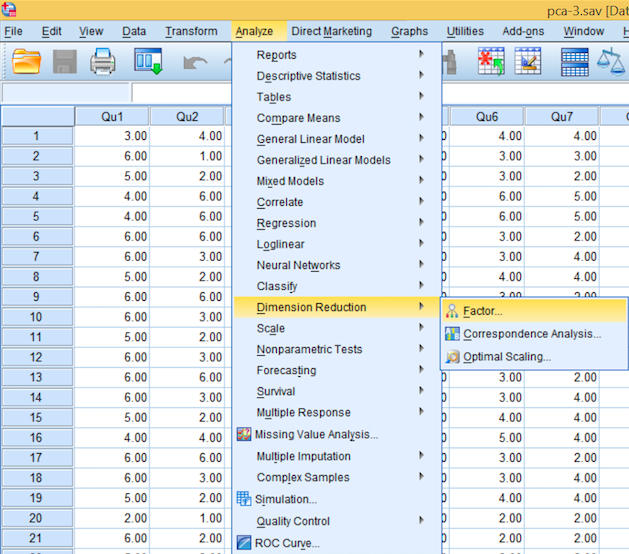 pca-3.sav [Dat
File Edit View Data Transform Analyze Direct Marketing Graphs Utilities Add-ons Window
Qu1 Qu2 Qu6 Qu7
1 3.00 4.00 4.00 4.00
2 6.00 1.00 3.00 3.00
3 5.00 2.00 3.00 2.00
4 4.00 6.00 6.00 5.00
5 4.00 6.00 6.00 5.00
6 6.00 6.00 3.00 2.00
7 6.00 3.00 3.00 4.00
8 5.00 2.00 4.00 4.00
9 6.00 6.00
10 6.00 3.00
11 5.00 2.00
12 6.00 3.00
13 6.00 6.00 3.00 2.00
14 6.00 3.00 4.00 4.00
15 5.00 2.00 4.00 4.00
16 4.00 4.00 5.00 4.00
17 6.00 3.00 3.00 2.00
18 6.00 3.00 3.00 2.00
19 5.00 2.00 4.00 4.00
20 2.00 1.00 4.00 2.00
21 6.00 2.00 3.00 2.00
Reports
Descriptive Statistics
Tables
Compare Means
General Linear Model
Generalized Linear Models
Mixed Models
Correlate
Regression
Loglinear
Neural Networks
Classify
Dimension Reduction
Scale
Nonparametric Tests
Forecasting
Survival
Multiple Response
Missing Value Analysis...
Multiple Imputation
Complex Samples
Simulation...
Quality Control
ROC Curve...
Factor...
Correspondence Analysis...
Optimal Scaling...